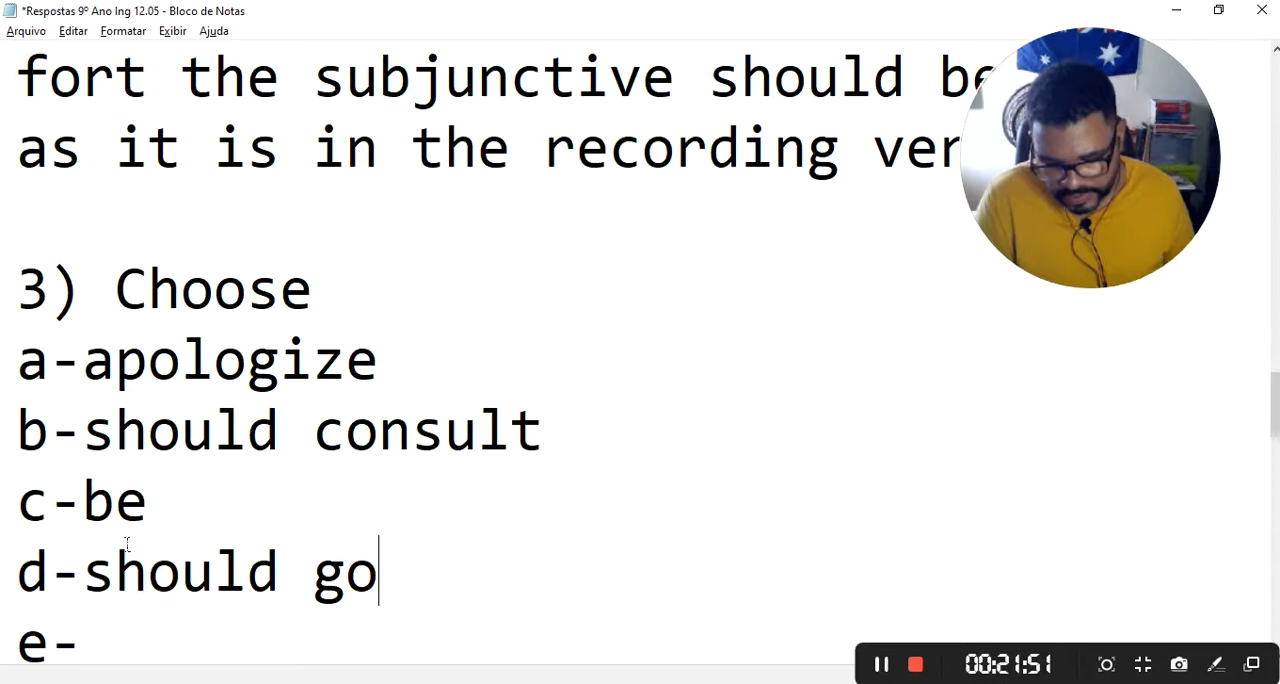 *Respostas 9º Ano Ing 12.05 - Bloco de Notas
Arquivo Editar Formatar Exibir Ajuda
fort the subjunctive should be
as it is in the recording ver
3) Choose
a-apologize
b-should consult
c-be
d-should go
e-
00:21:51